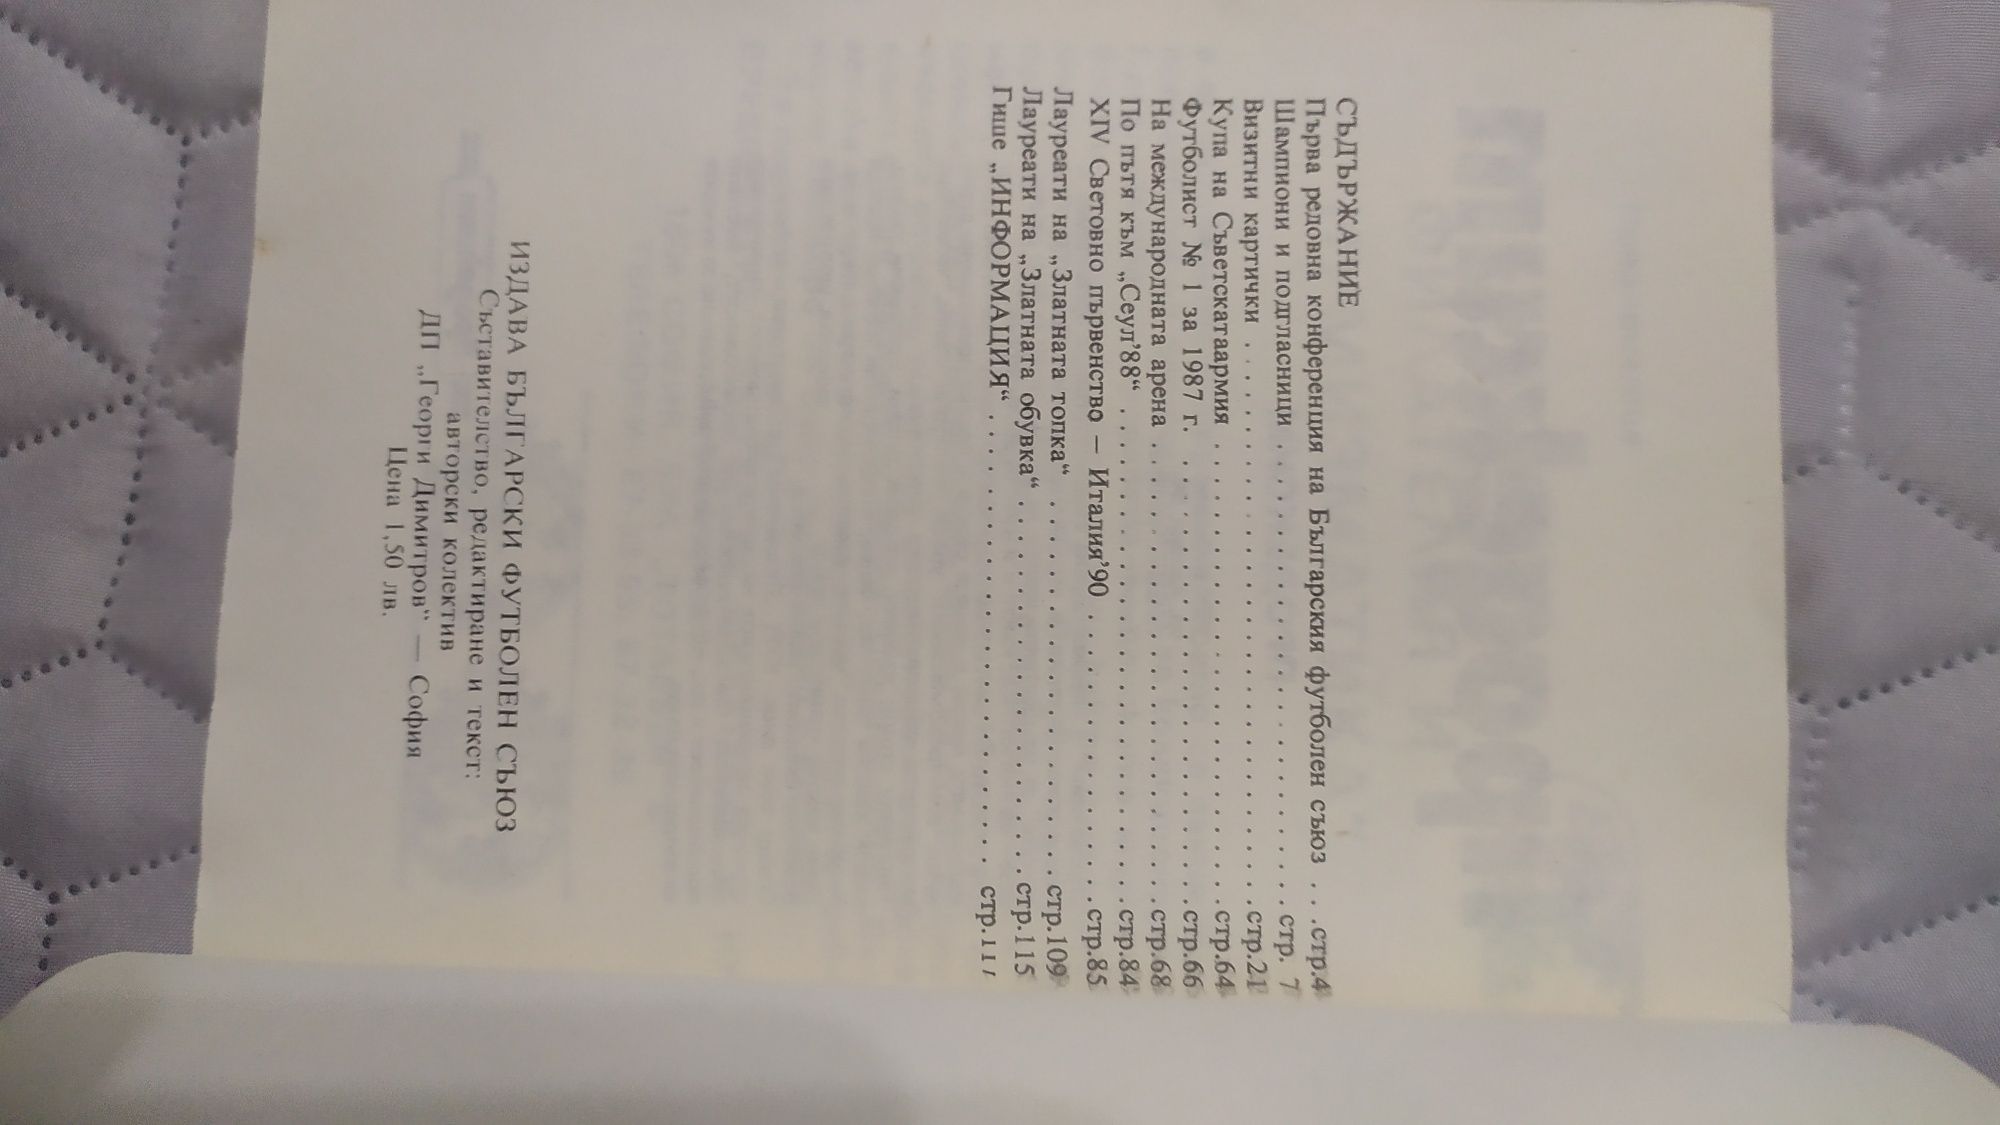 СЪДЪРЖАНИЕ
Първа редовна конференция на Българския футболен съюз . . .стр.4
Шампиони и подгласници . . . . . . . . . . . . . . . . . . . . . . . . . стр. 7
Визитни картички . . . . . . . . . . . . . . . . . . . . . . . . . . . . . .стр.21
Купа на Съветскатаармия . . . . . . . . . . . . . . . . . . . . . . . . .стр.64
Футболист № 1 за 1987 г. . . . . . . . . . . . . . . . . . . . . . . . .стр.66
На международната арена . . . . . . . . . . . . . . . . . . . . . . . . .стр.68
По пътя към „Сеул’88“ . . . . . . . . . . . . . . . . . . . . . . . . . .стр.84
XIV Световно първенство – Италия’90 . . . . . . . . . . . . . . . .стр.85
Лауреати на „Златната топка“ . . . . . . . . . . . . . . . . . . . . .стр.109
Лауреати на „Златната обувка“ . . . . . . . . . . . . . . . . . . . . .стр.115
Гише „ИНФОРМАЦИЯ“ . . . . . . . . . . . . . . . . . . . . . . . . . стр.
ИЗДАВА БЪЛГАРСКИ ФУТБОЛЕН СЪЮЗ
Съставителство, редактиране и текст:
авторски колектив
ДП „Георги Димитров“ — София
Цена 1,50 лв.